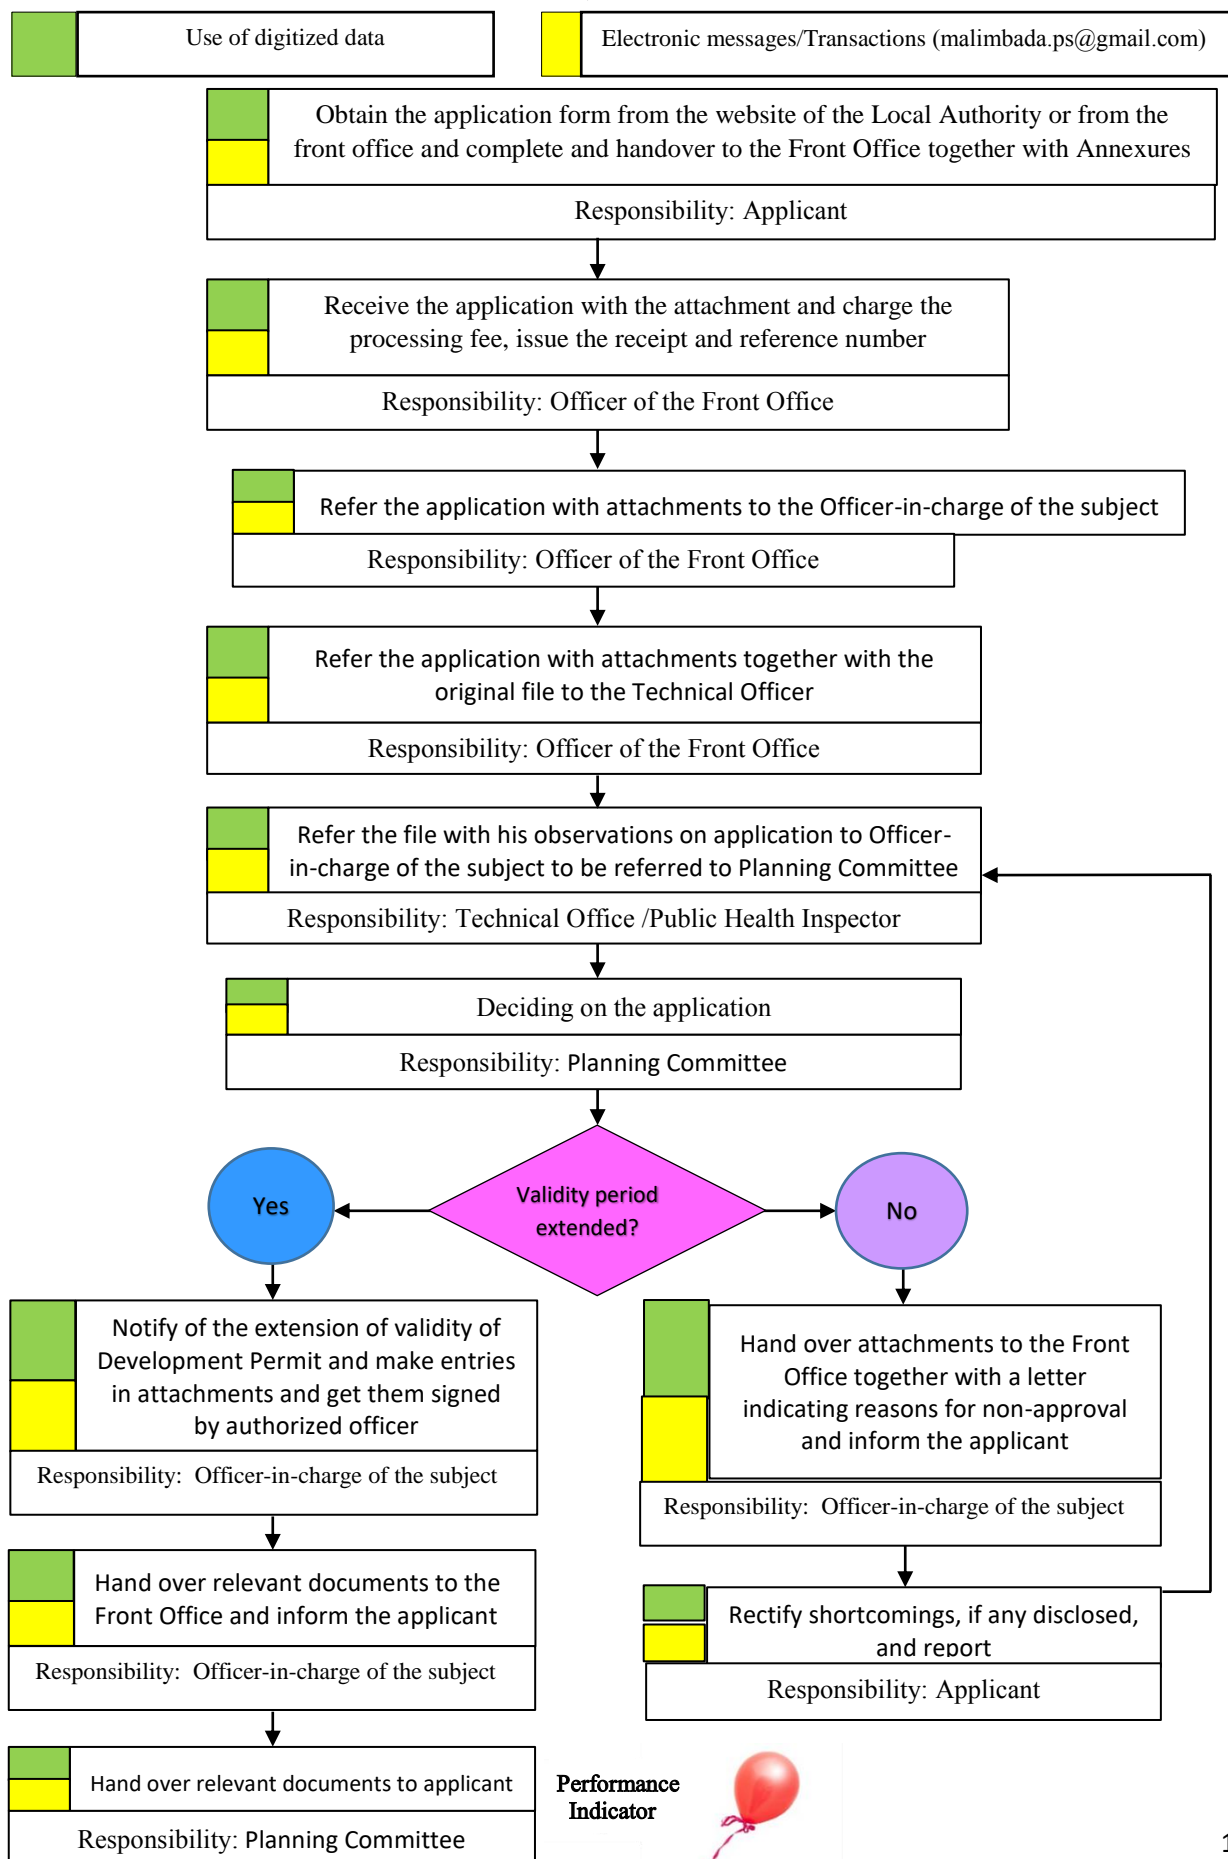 Use of digitized data
Electronic messages/Transactions (malimbada.ps@gmail.com)
Obtain the application form from the website of the Local Authority or from the
front office and complete and handover to the Front Office together with Annexures
Responsibility: Applicant
Receive the application with the attachment and charge the
processing fee, issue the receipt and reference number
Responsibility: Officer of the Front Office
Refer the application with attachments to the Officer-in-charge of the subject
Responsibility: Officer of the Front Office
Refer the application with attachments together with the
original file to the Technical Officer
Responsibility: Officer of the Front Office
Refer the file with his observations on application to Officer-
in-charge of the subject to be referred to Planning Committee
Responsibility: Technical Office /Public Health Inspector
Deciding on the application
Responsibility: Planning Committee
Validity period
extended?
Yes
No
Notify of the extension of validity of
Development Permit and make entries
in attachments and get them signed
by authorized officer
Responsibility: Officer-in-charge of the subject
Hand over attachments to the Front
Office together with a letter
indicating reasons for non-approval
and inform the applicant
Responsibility: Officer-in-charge of the subject
Hand over relevant documents to the
Front Office and inform the applicant
Responsibility: Officer-in-charge of the subject
Rectify shortcomings, if any disclosed,
and report
Responsibility: Applicant
Hand over relevant documents to applicant
Responsibility: Planning Committee
Performance
Indicator
1